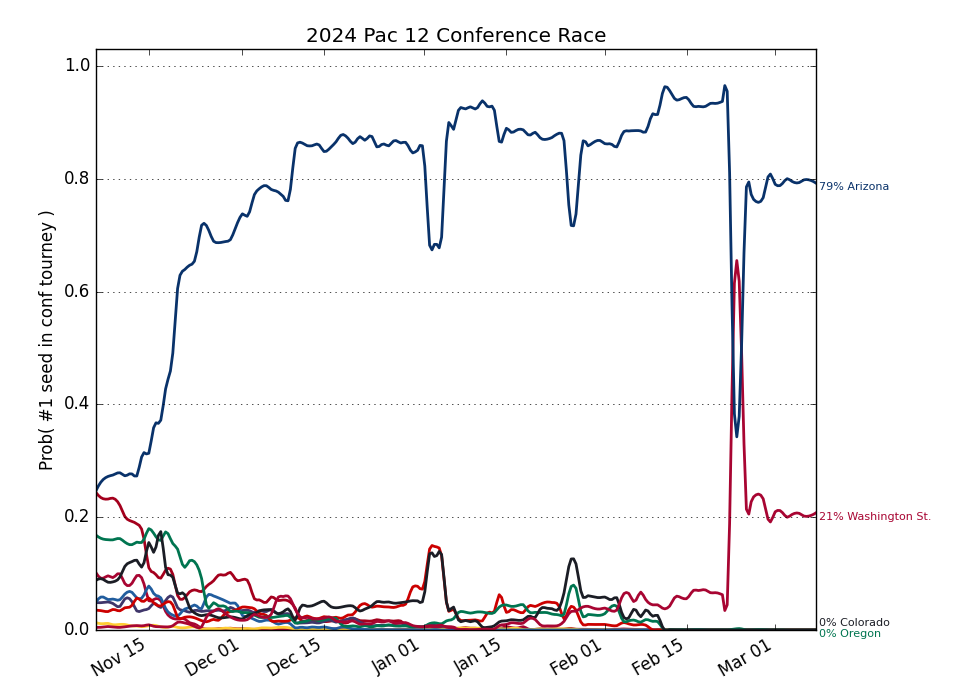 2024 Pac 12 Conference Race
Prob( #1 seed in conf tourney )
1.0
0.8
0.6
0.4
0.2
0.0
79% Arizona
21% Washington St.
0% Colorado
0% Oregon
Nov 15
Dec 01
Dec 15
Jan 01
Jan 15
Feb 01
Feb 15
Mar 01